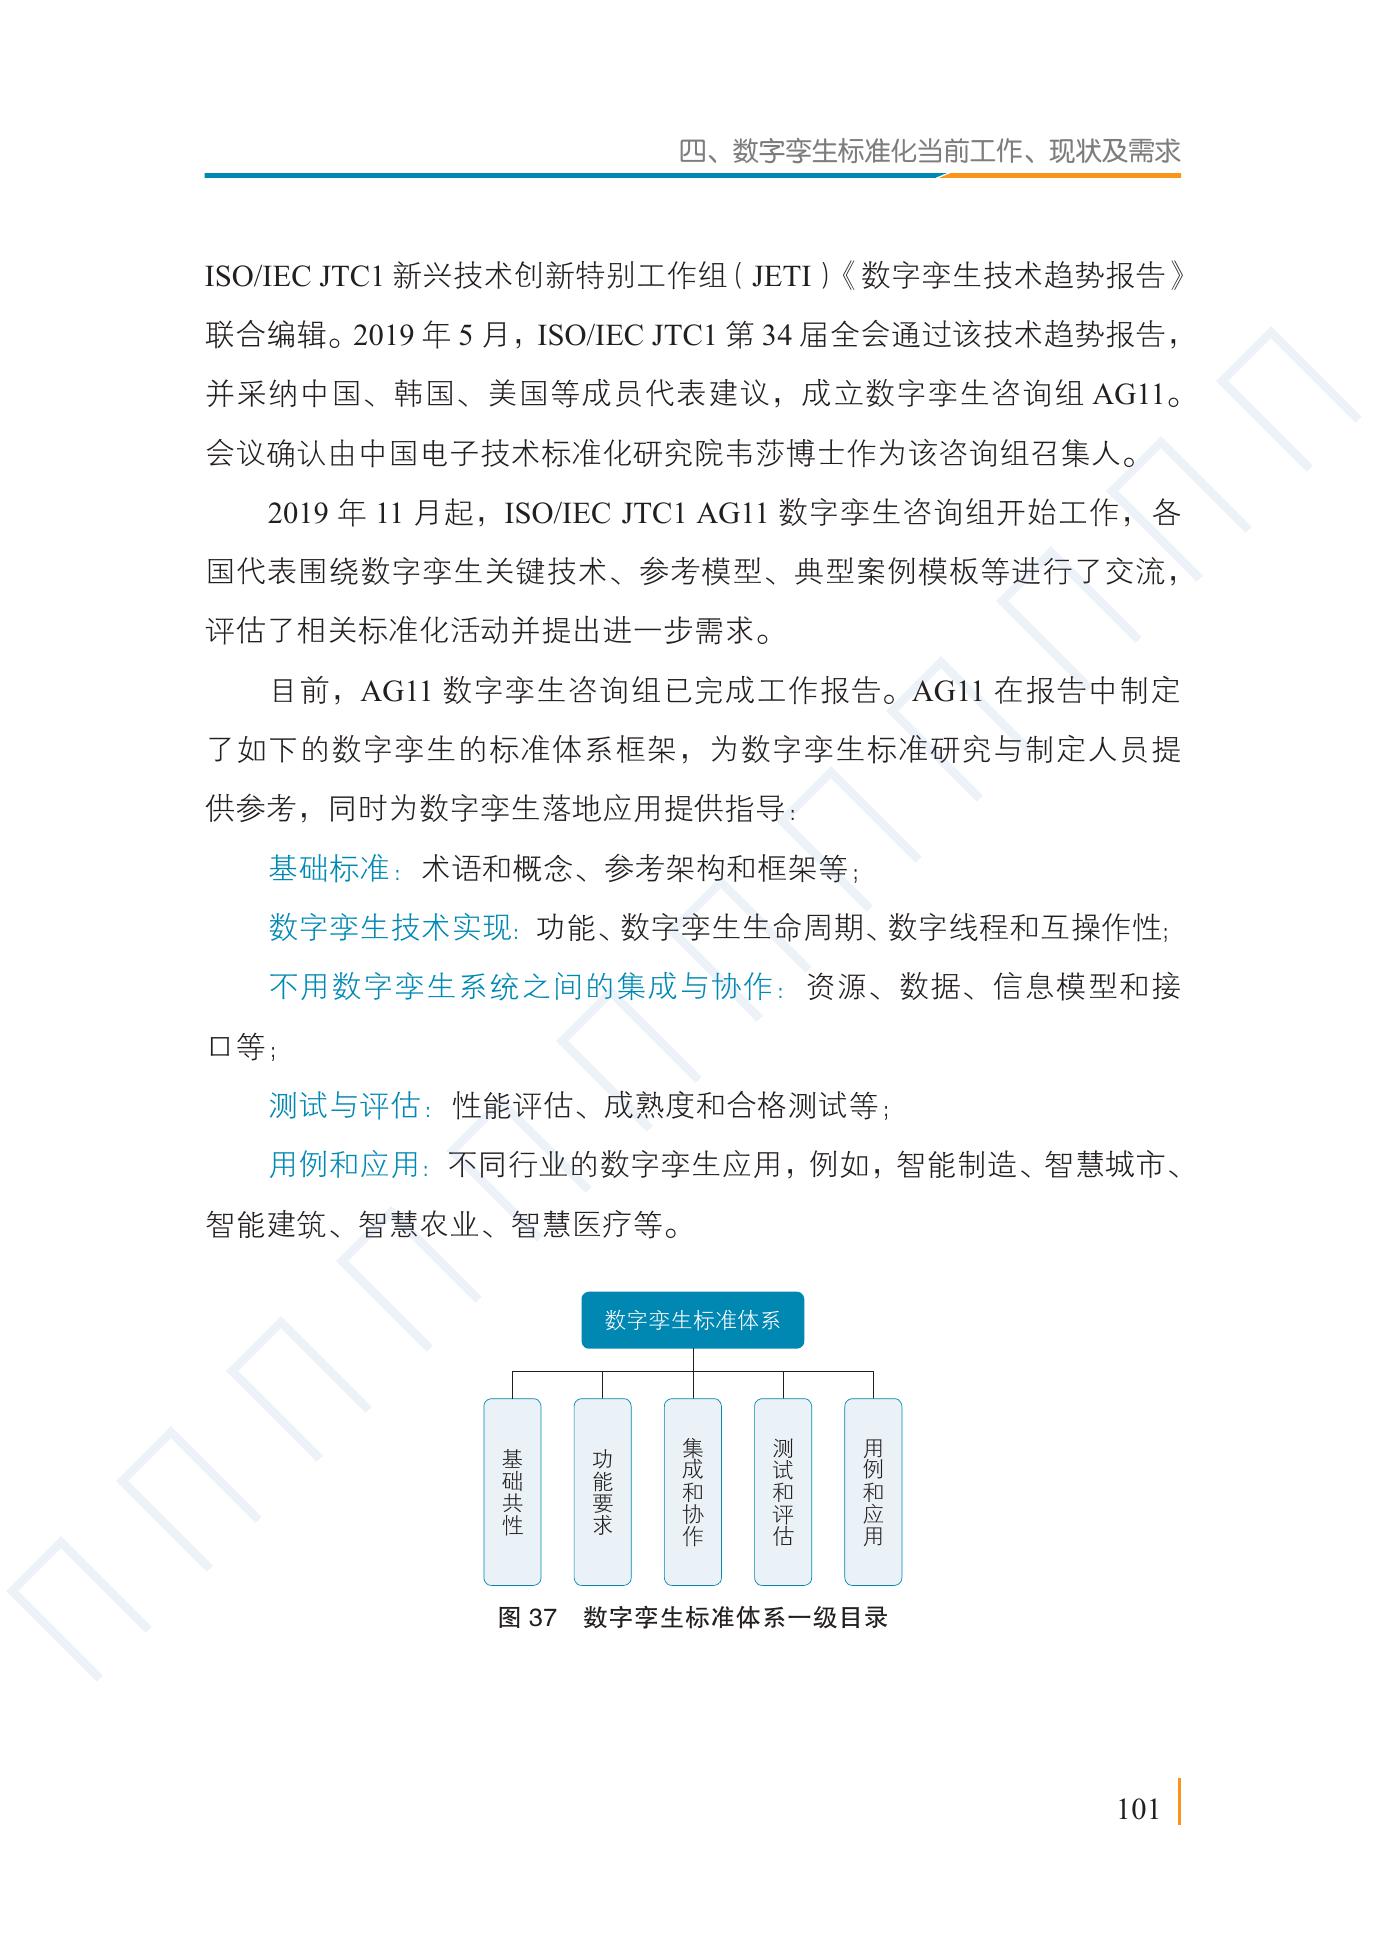 四、数字孪生标准化当前工作、现状及需求
ISO/IEC JTC1 新兴技术创新特别工作组（JETI）《数字孪生技术趋势报告》
联合编辑。2019 年 5 月，ISO/IEC JTC1 第 34 届全会通过该技术趋势报告，
并采纳中国、韩国、美国等成员代表建议，成立数字孪生咨询组 AG11。
会议确认由中国电子技术标准化研究院韦莎博士作为该咨询组召集人。
2019 年 11 月起，ISO/IEC JTC1 AG11 数字孪生咨询组开始工作，各
国代表围绕数字孪生关键技术、参考模型、典型案例模板等进行了交流，
评估了相关标准化活动并提出进一步需求。
目前，AG11 数字孪生咨询组已完成工作报告。AG11 在报告中制定
了如下的数字孪生的标准体系框架，为数字孪生标准研究与制定人员提
供参考，同时为数字孪生落地应用提供指导：
基础标准：术语和概念、参考架构和框架等；
数字孪生技术实现：功能、数字孪生生命周期、数字线程和互操作性；
不用数字孪生系统之间的集成与协作：资源、数据、信息模型和接
口等；
测试与评估：性能评估、成熟度和合格测试等；
用例和应用：不同行业的数字孪生应用，例如，智能制造、智慧城市、
智能建筑、智慧农业、智慧医疗等。
数字孪生标准体系
基础共性
功能要求
集成和协作
测试和评估
用例和应用
图 37 数字孪生标准体系一级目录
101